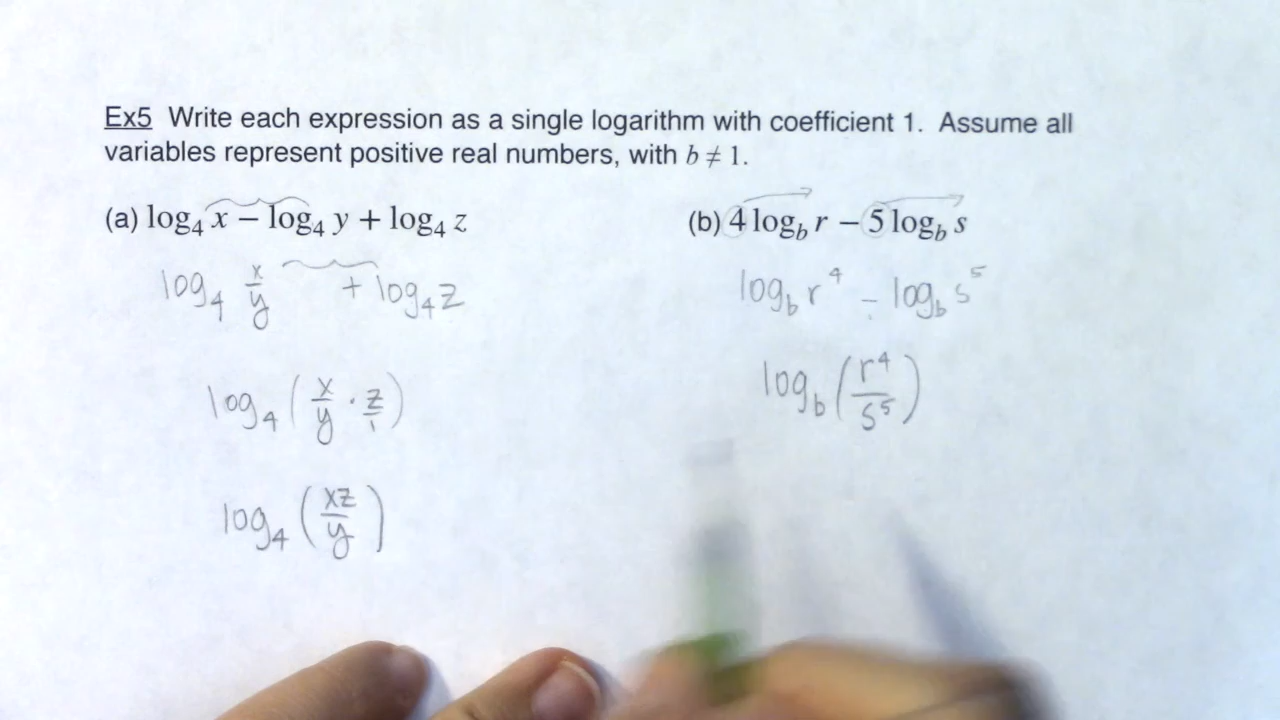 Ex5 Write each expression as a single logarithm with coefficient 1. Assume all
variables represent positive real numbers, with b ≠ 1.
(a) log₄ x − log₄ y + log₄ z
log₄ x/y + log₄ z
log₄ (x/y · z/1)
log₄ (xz/y)
(b) 4 log_b r − 5 log_b s
log_b r⁴ − log_b s⁵
log_b (r⁴/s⁵)